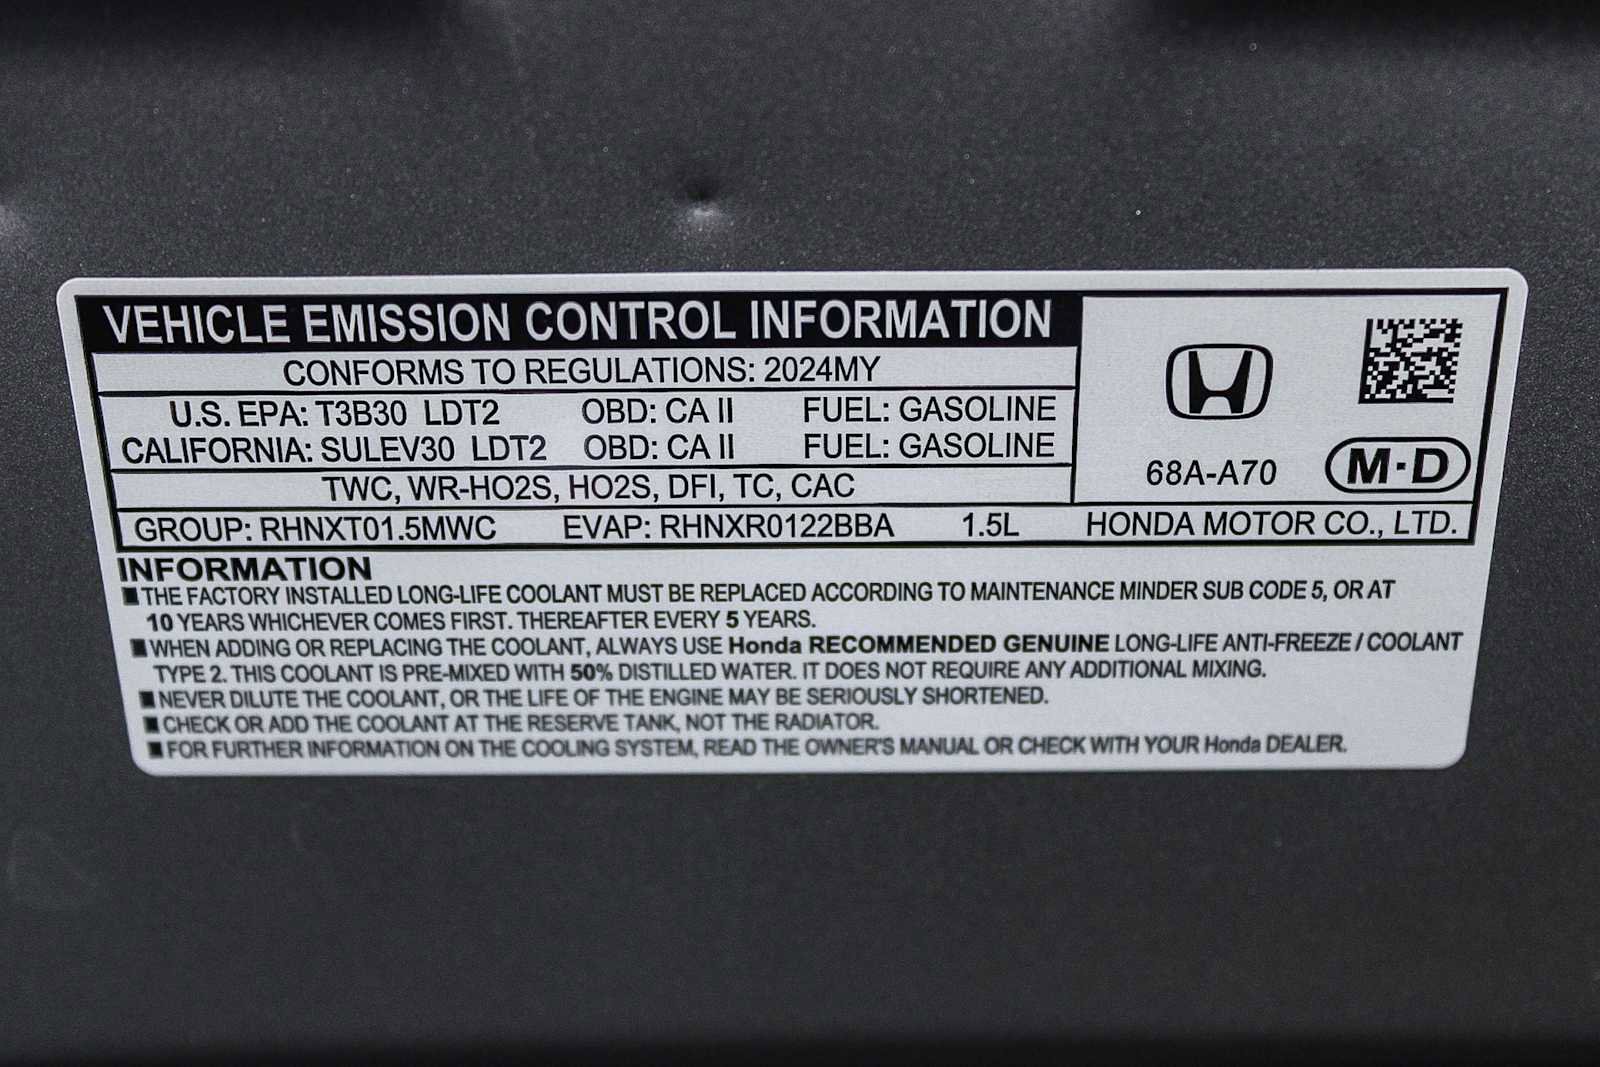 VEHICLE EMISSION CONTROL INFORMATION
CONFORMS TO REGULATIONS: 2024MY
U.S. EPA: T3B30 LDT2 OBD: CA II FUEL: GASOLINE
CALIFORNIA: SULEV30 LDT2 OBD: CA II FUEL: GASOLINE
TWC, WR-HO2S, HO2S, DFI, TC, CAC
68A-A70 M·D
GROUP: RHNXT01.5MWC EVAP: RHNXR0122BBA 1.5L HONDA MOTOR CO., LTD.
INFORMATION
■ THE FACTORY INSTALLED LONG-LIFE COOLANT MUST BE REPLACED ACCORDING TO MAINTENANCE MINDER SUB CODE 5, OR AT
10 YEARS WHICHEVER COMES FIRST. THEREAFTER EVERY 5 YEARS.
■ WHEN ADDING OR REPLACING THE COOLANT, ALWAYS USE Honda RECOMMENDED GENUINE LONG-LIFE ANTI-FREEZE / COOLANT
TYPE 2. THIS COOLANT IS PRE-MIXED WITH 50% DISTILLED WATER. IT DOES NOT REQUIRE ANY ADDITIONAL MIXING.
■ NEVER DILUTE THE COOLANT, OR THE LIFE OF THE ENGINE MAY BE SERIOUSLY SHORTENED.
■ CHECK OR ADD THE COOLANT AT THE RESERVE TANK, NOT THE RADIATOR.
■ FOR FURTHER INFORMATION ON THE COOLING SYSTEM, READ THE OWNER'S MANUAL OR CHECK WITH YOUR Honda DEALER.